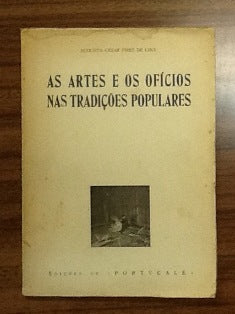 AUGUSTO CÉSAR PIRES DE LIMA
AS ARTES E OS OFÍCIOS
NAS TRADIÇÕES POPULARES
EDIÇÕES DE «PORTUCALE»